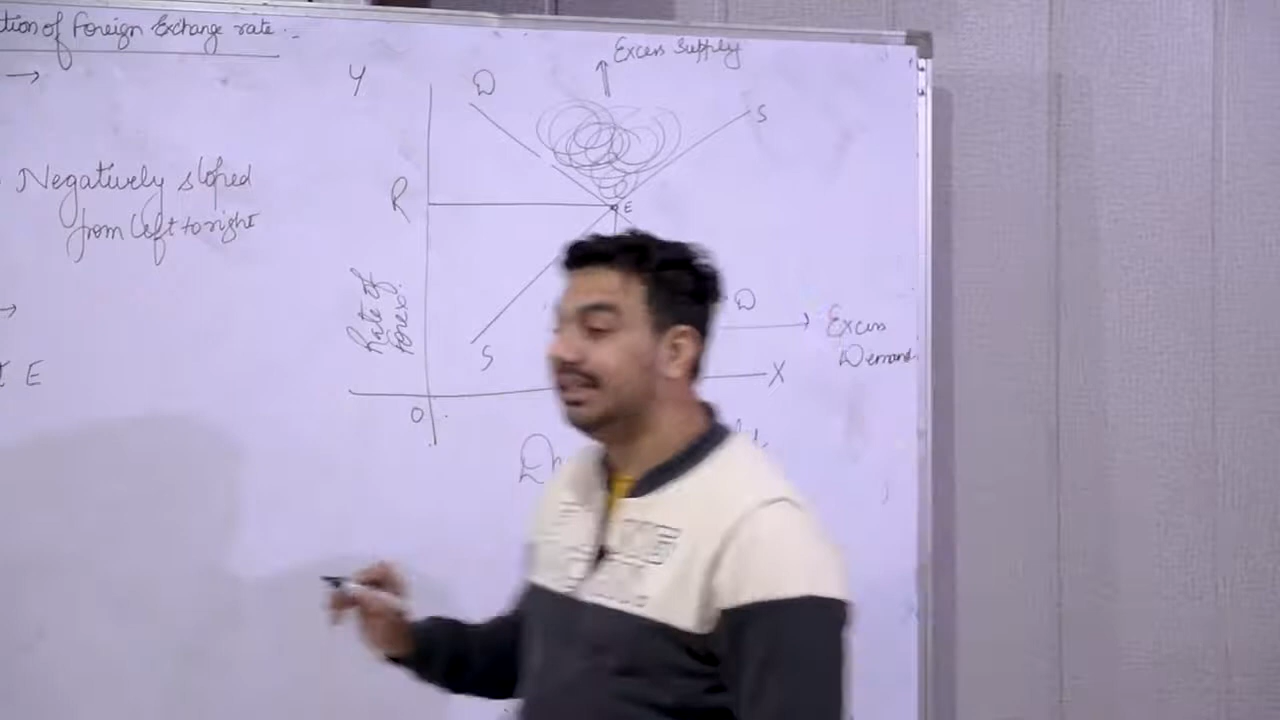 tion of Foreign Exchange rate :-
→
Negatively sloped
from left to right
→
E
Excess Supply
Y
D
S
R
E
Rate of
forex.
S
D
Excess
Demand
X
O